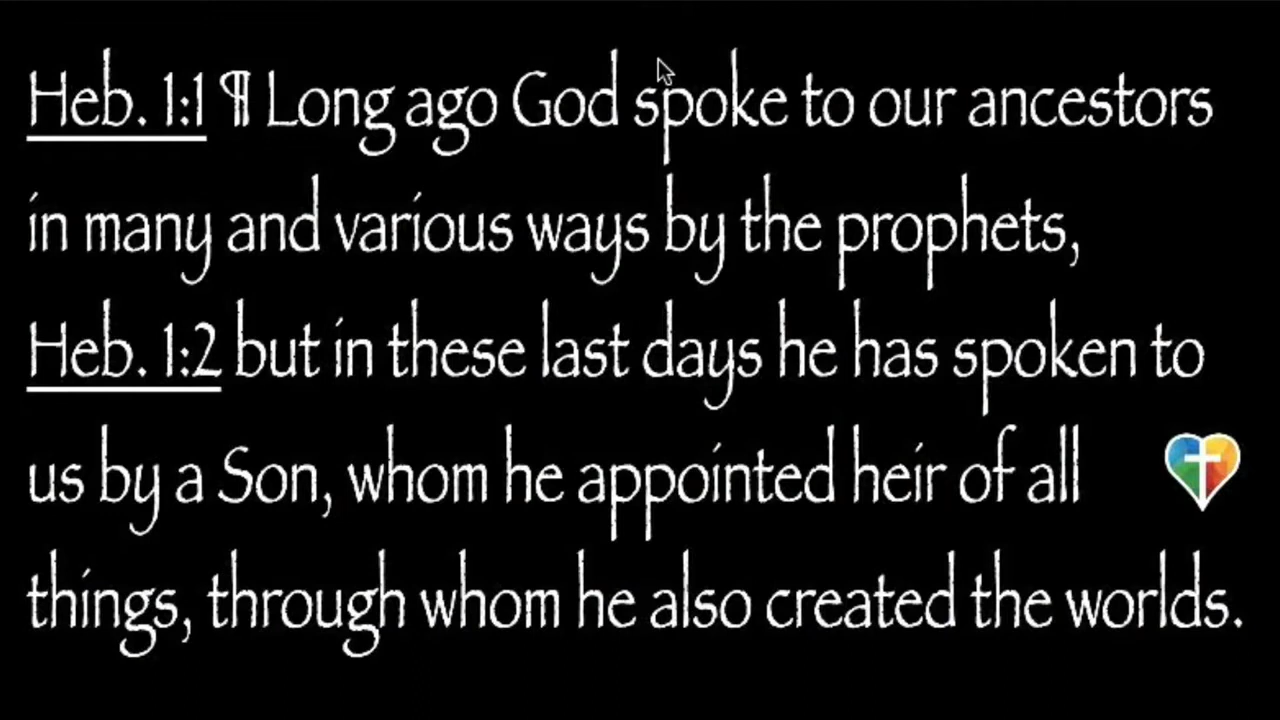 Heb. 1:1 ¶ Long ago God spoke to our ancestors
in many and various ways by the prophets,
Heb. 1:2 but in these last days he has spoken to
us by a Son, whom he appointed heir of all
things, through whom he also created the worlds.